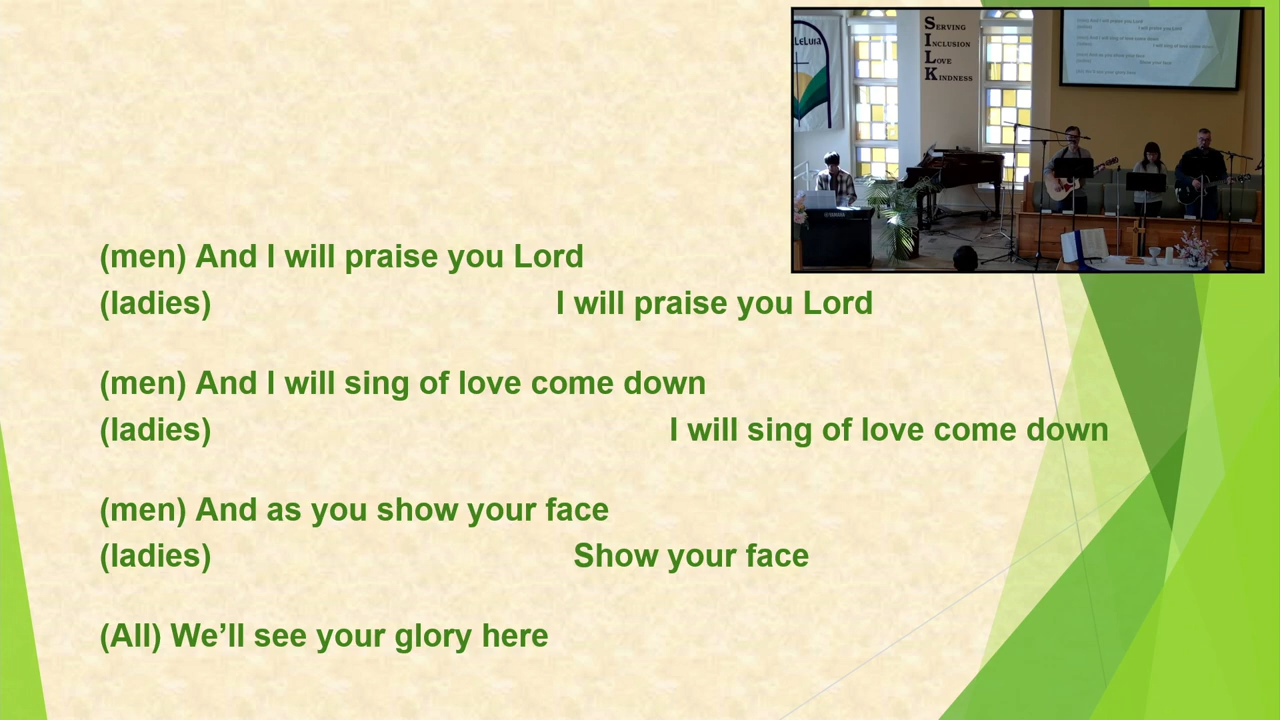 (men) And I will praise you Lord
(ladies) I will praise you Lord
(men) And I will sing of love come down
(ladies) I will sing of love come down
(men) And as you show your face
(ladies) Show your face
(All) We’ll see your glory here
SERVING
INCLUSION
LOVE
KINDNESS
YAMAHA